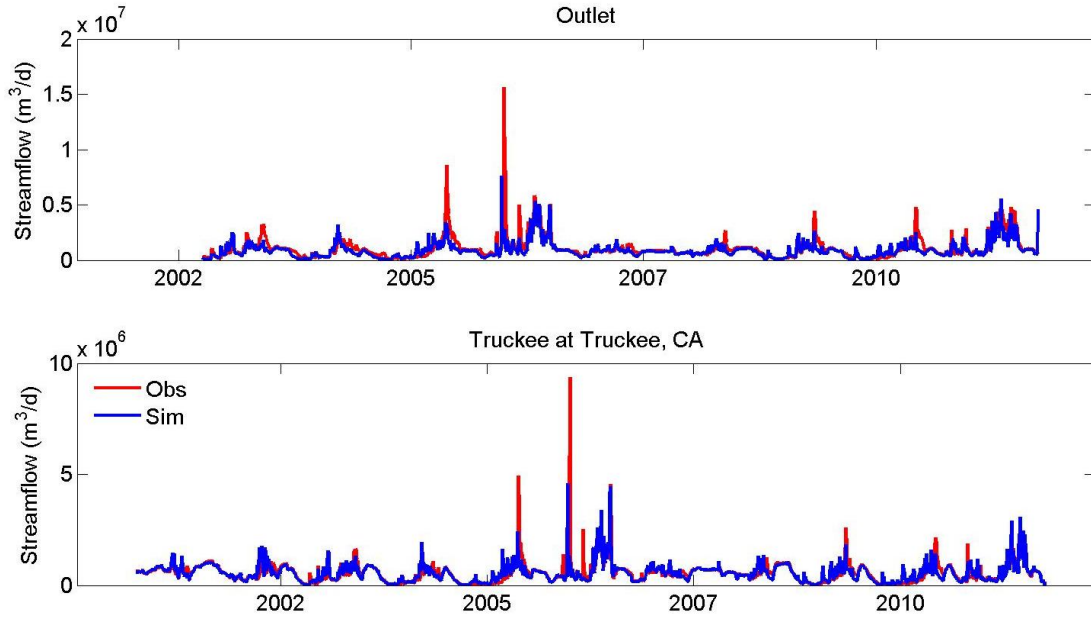 Outlet
x 10^7
2
1.5
1
0.5
0
Streamflow (m^3/d)
2002 2005 2007 2010
Truckee at Truckee, CA
x 10^6
10
5
0
Streamflow (m^3/d)
Obs
Sim
2002 2005 2007 2010